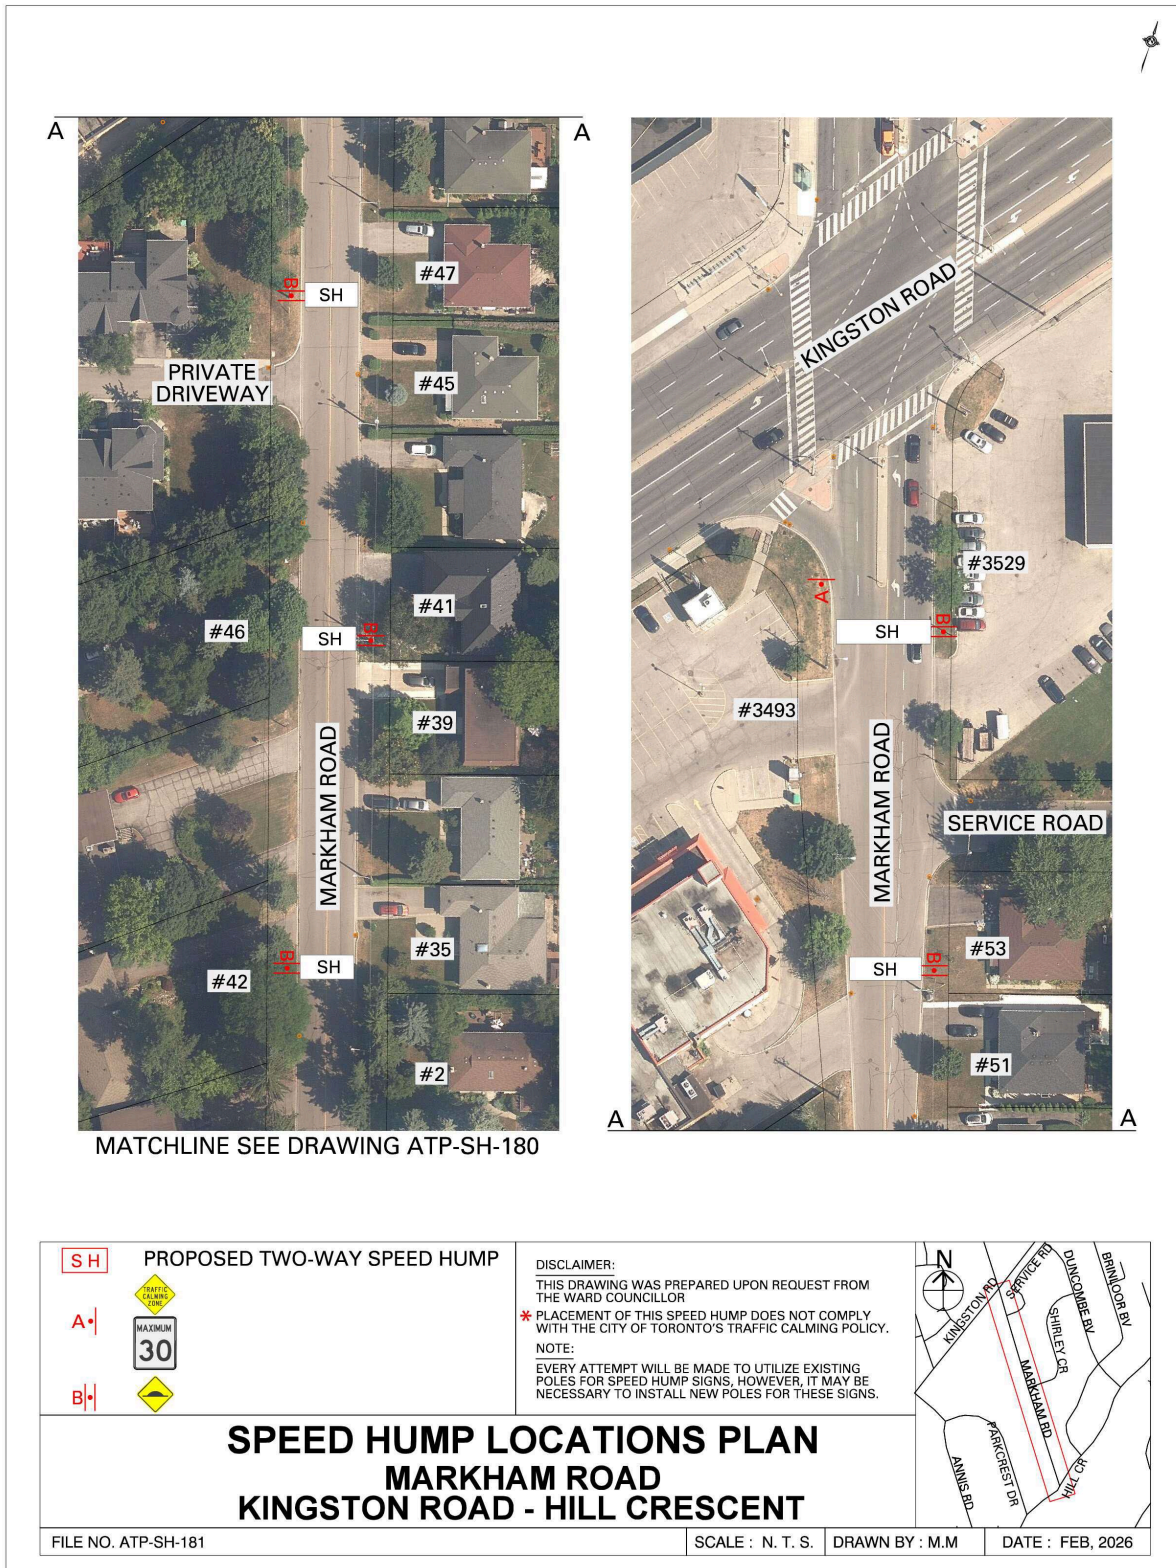 A
A
B
SH
#47
PRIVATE
DRIVEWAY
#45
#41
#46
SH
B
#39
MARKHAM ROAD
#35
B
SH
#42
#2
MATCHLINE SEE DRAWING ATP-SH-180
KINGSTON ROAD
#3529
A
SH
B
#3493
MARKHAM ROAD
SERVICE ROAD
#53
SH
B
#51
A
A
S H
PROPOSED TWO-WAY SPEED HUMP
TRAFFIC
CALMING
ZONE
A
MAXIMUM
30
B
DISCLAIMER:
THIS DRAWING WAS PREPARED UPON REQUEST FROM
THE WARD COUNCILLOR
* PLACEMENT OF THIS SPEED HUMP DOES NOT COMPLY
WITH THE CITY OF TORONTO'S TRAFFIC CALMING POLICY.
NOTE:
EVERY ATTEMPT WILL BE MADE TO UTILIZE EXISTING
POLES FOR SPEED HUMP SIGNS, HOWEVER, IT MAY BE
NECESSARY TO INSTALL NEW POLES FOR THESE SIGNS.
N
KINGSTON RD
SERVICE RD
DUNCOMBE BV
BRINLOOR BV
SHIRLEY CR
MARKHAM RD
PARKCREST DR
ANNIS RD
HILL CR
SPEED HUMP LOCATIONS PLAN
MARKHAM ROAD
KINGSTON ROAD - HILL CRESCENT
FILE NO. ATP-SH-181
SCALE : N. T. S.
DRAWN BY : M.M
DATE : FEB, 2026